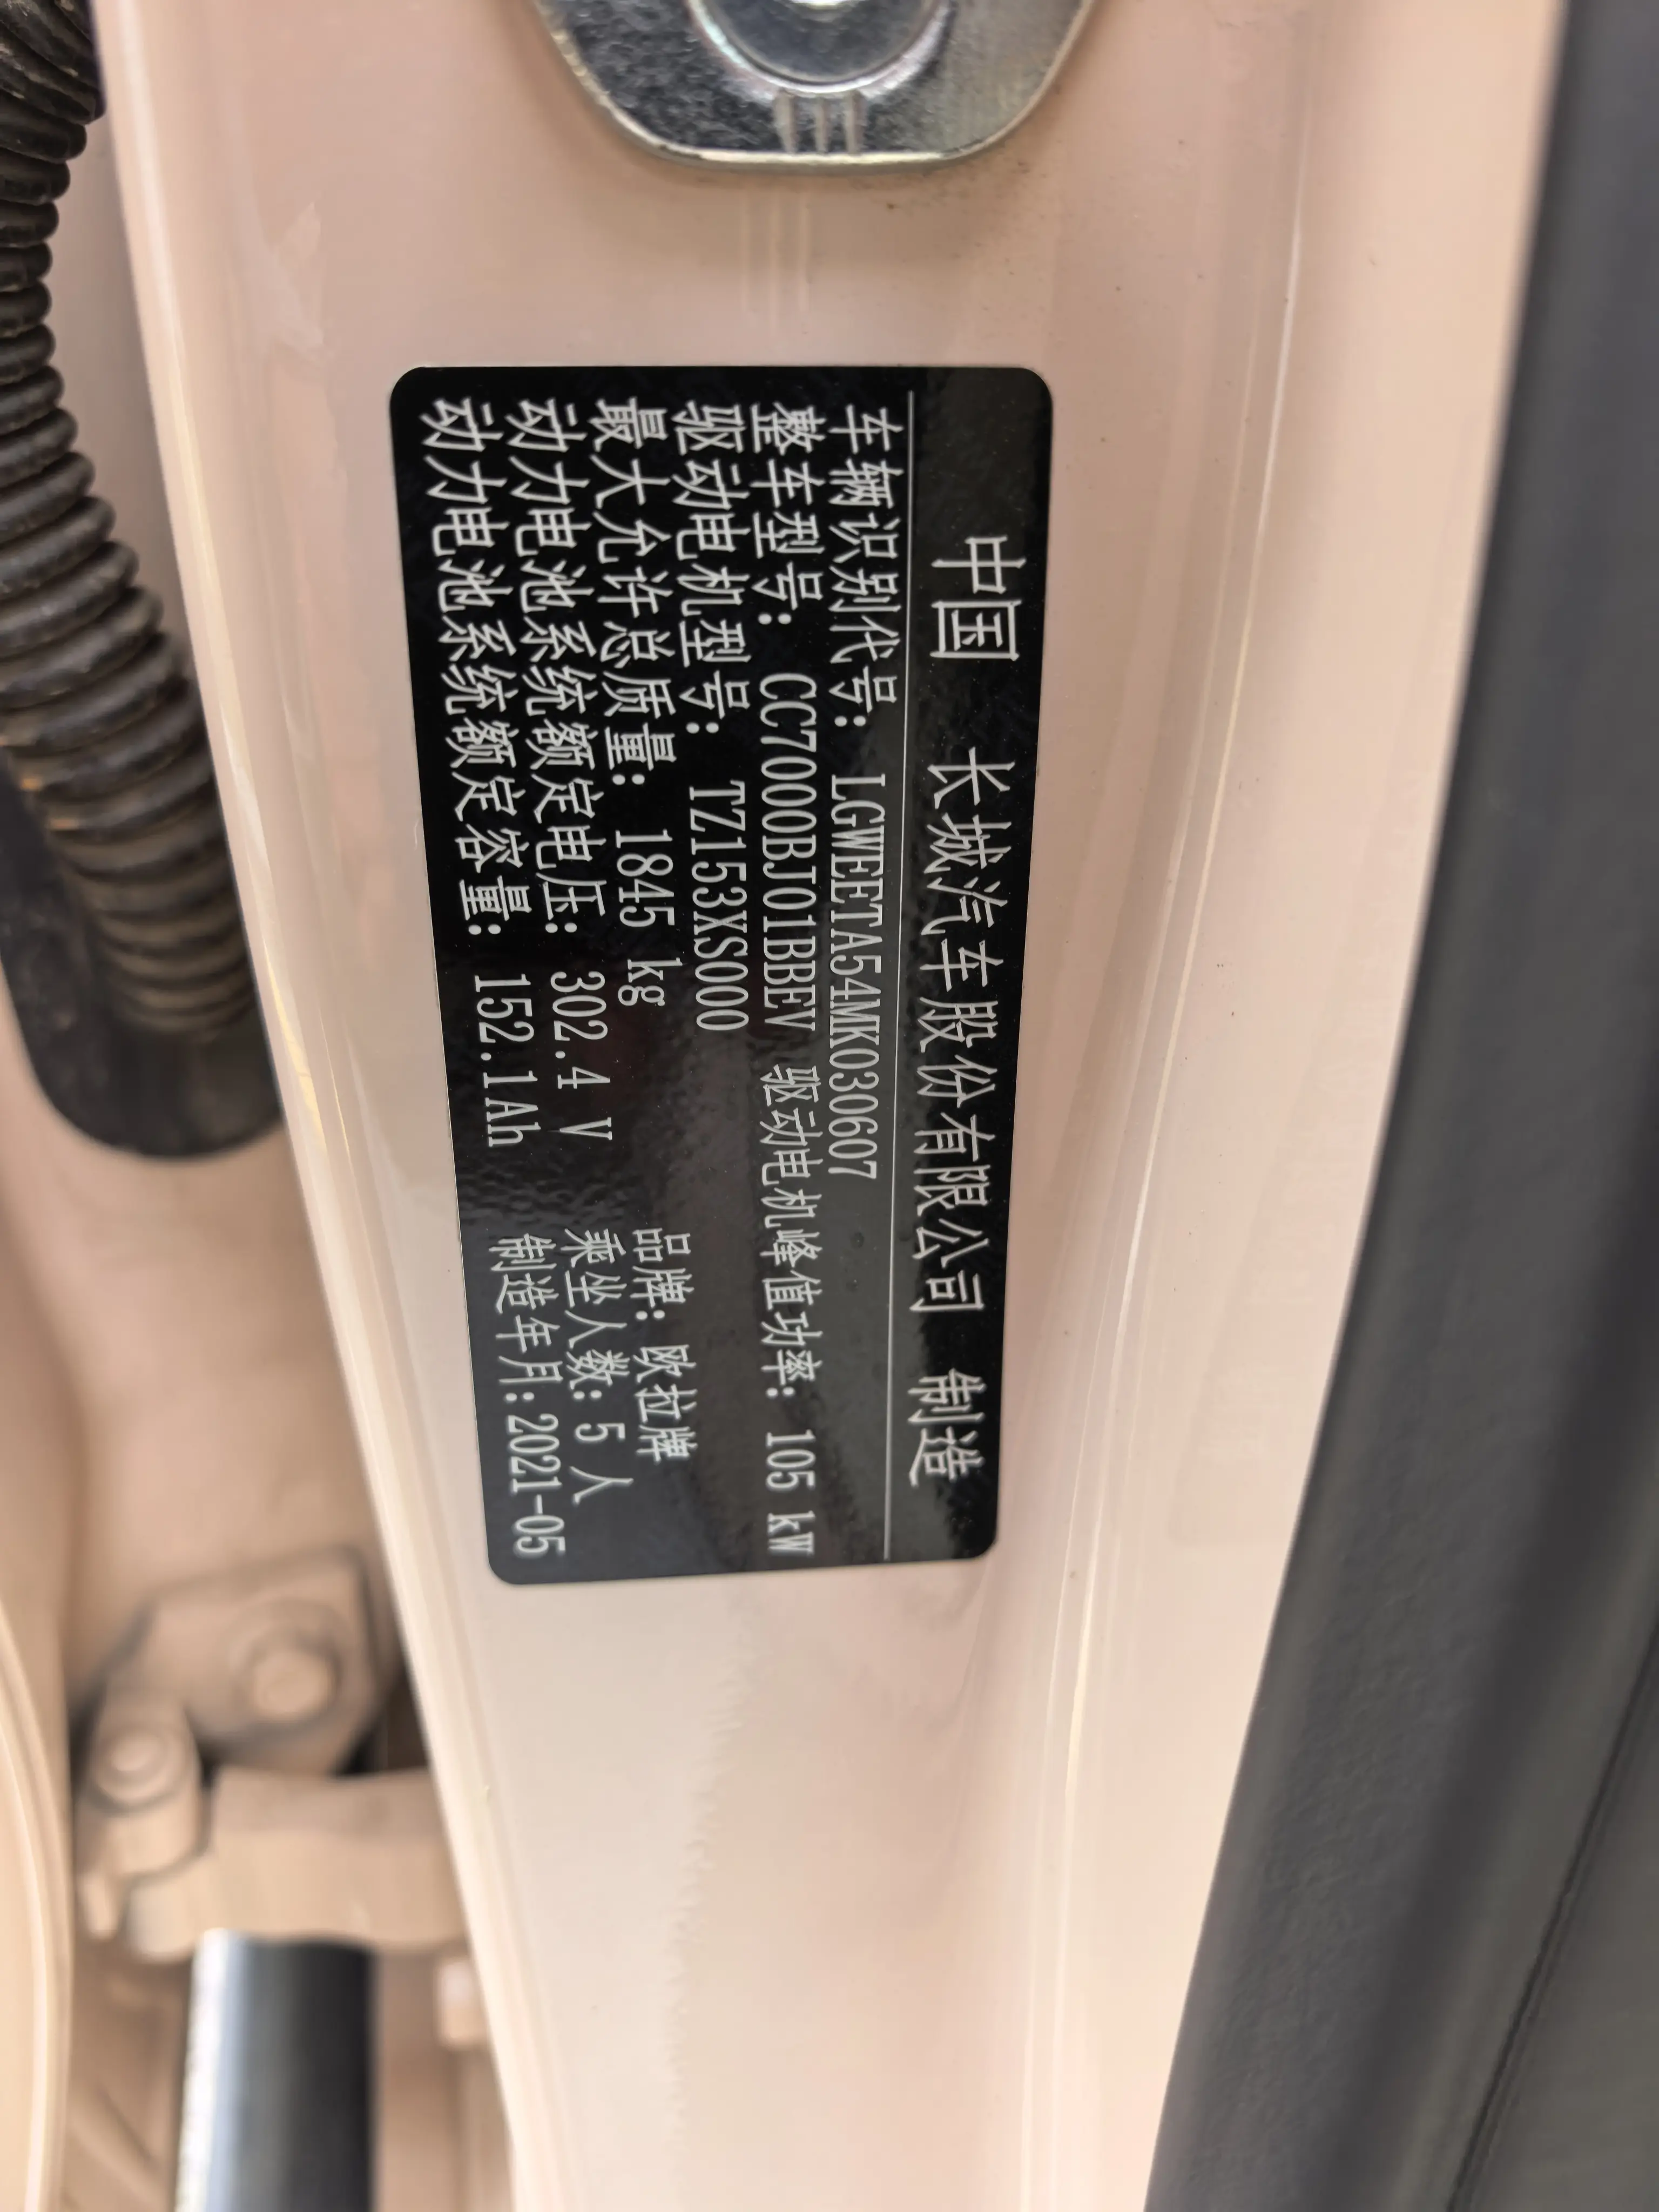 中国 长城汽车股份有限公司 制造
车辆识别代号: LGWEETA54MK030607
整车型号: CC7000BJ01BBEV 驱动电机峰值功率: 105 kW
驱动电机型号: TZ153XS000
最大允许总质量: 1845 kg 品牌: 欧拉牌
动力电池系统额定电压: 302.4 V 乘坐人数: 5 人
动力电池系统额定容量: 152.1Ah 制造年月: 2021-05